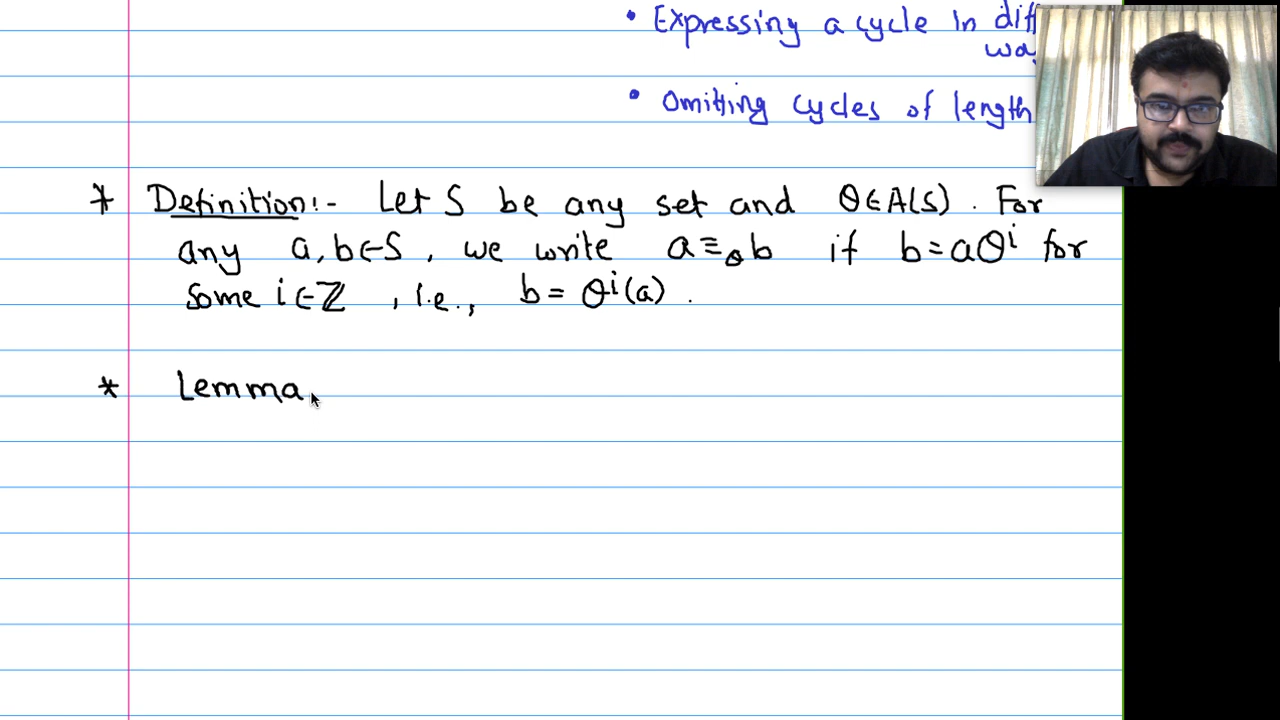 • Expressing a cycle in
• Omitting cycles of length
* Definition:- Let S be any set and θ∈A(S). For
any a,b∈S, we write a≡_θ b if b=aθ^i for
some i∈ℤ, i.e., b=θ^i(a).
* Lemma